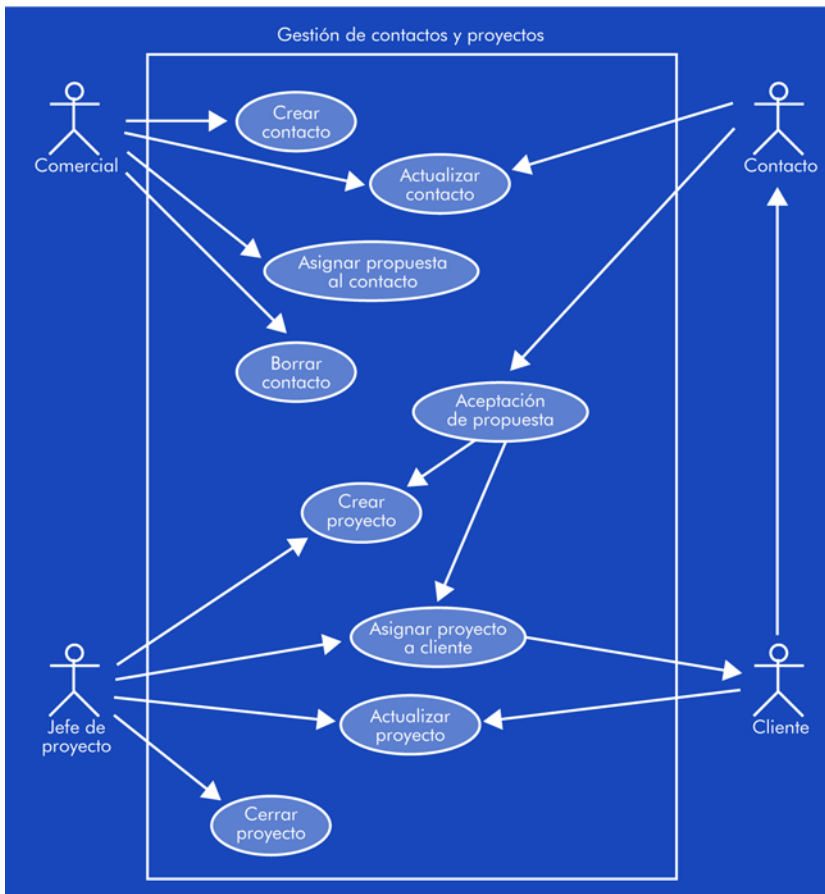 Gestión de contactos y proyectos
Crear
contacto
Comercial
Contacto
Actualizar
contacto
Asignar propuesta
al contacto
Borrar
contacto
Aceptación
de propuesta
Crear
proyecto
Asignar proyecto
a cliente
Jefe de
proyecto
Actualizar
proyecto
Cliente
Cerrar
proyecto